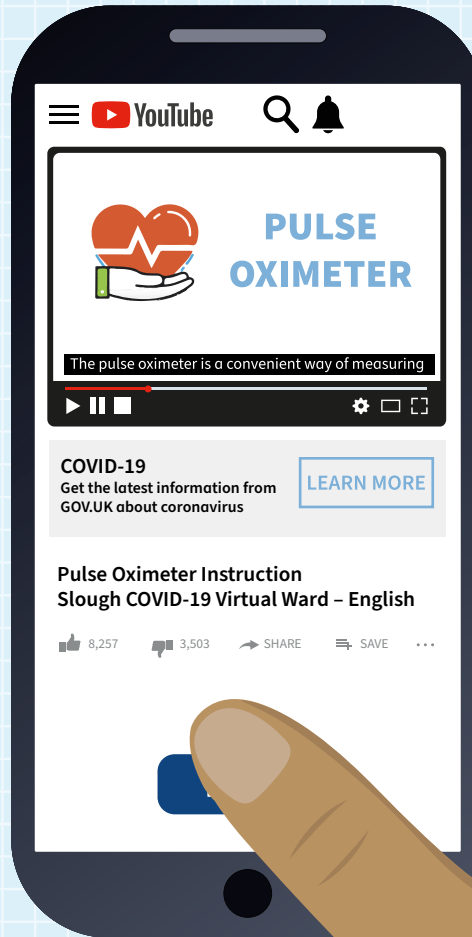 YouTube
PULSE
OXIMETER
The pulse oximeter is a convenient way of measuring
COVID-19
Get the latest information from
GOV.UK about coronavirus
LEARN MORE
Pulse Oximeter Instruction
Slough COVID-19 Virtual Ward – English
8,257 3,503 SHARE SAVE